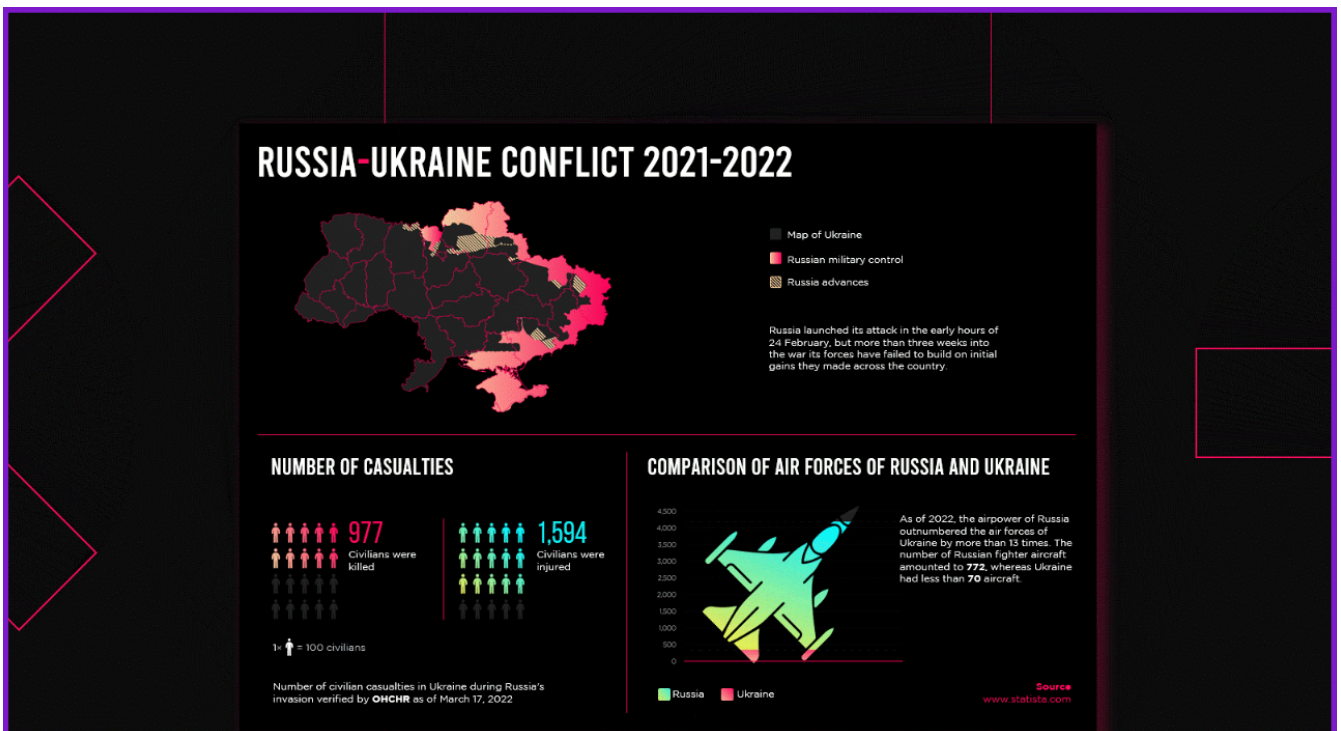 RUSSIA-UKRAINE CONFLICT 2021-2022
Map of Ukraine
Russian military control
Russia advances
Russia launched its attack in the early hours of
24 February, but more than three weeks into
the war its forces have failed to build on initial
gains they made across the country.
NUMBER OF CASUALTIES
977
Civilians were
killed
1,594
Civilians were
injured
1× = 100 civilians
Number of civilian casualties in Ukraine during Russia's
invasion verified by OHCHR as of March 17, 2022
COMPARISON OF AIR FORCES OF RUSSIA AND UKRAINE
4,500
4,000
3,500
3,000
2,500
2,000
1,500
1,000
500
0
As of 2022, the airpower of Russia
outnumbered the air forces of
Ukraine by more than 13 times. The
number of Russian fighter aircraft
amounted to 772, whereas Ukraine
had less than 70 aircraft.
Russia
Ukraine
Source
www.statista.com